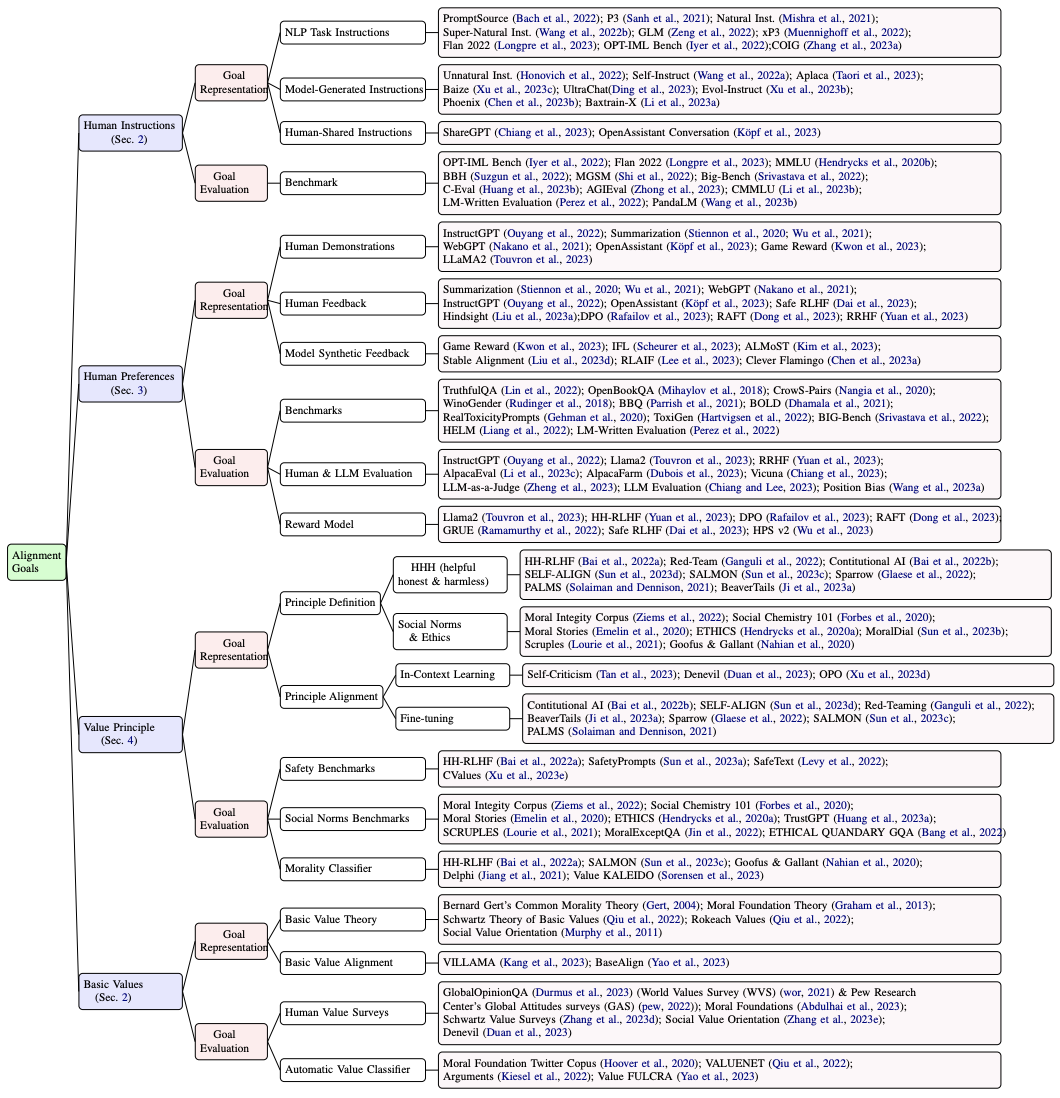 Alignment
Goals
Human Instructions
(Sec. 2)
Goal
Representation
NLP Task Instructions
PromptSource (Bach et al., 2022); P3 (Sanh et al., 2021); Natural Inst. (Mishra et al., 2021);
Super-Natural Inst. (Wang et al., 2022b); GLM (Zeng et al., 2022); xP3 (Muennighoff et al., 2022);
Flan 2022 (Longpre et al., 2023); OPT-IML Bench (Iyer et al., 2022);COIG (Zhang et al., 2023a)
Model-Generated Instructions
Unnatural Inst. (Honovich et al., 2022); Self-Instruct (Wang et al., 2022a); Aplaca (Taori et al., 2023);
Baize (Xu et al., 2023c); UltraChat(Ding et al., 2023); Evol-Instruct (Xu et al., 2023b);
Phoenix (Chen et al., 2023b); Baxtrain-X (Li et al., 2023a)
Human-Shared Instructions
ShareGPT (Chiang et al., 2023); OpenAssistant Conversation (Köpf et al., 2023)
Goal
Evaluation
Benchmark
OPT-IML Bench (Iyer et al., 2022); Flan 2022 (Longpre et al., 2023); MMLU (Hendrycks et al., 2020b);
BBH (Suzgun et al., 2022); MGSM (Shi et al., 2022); Big-Bench (Srivastava et al., 2022);
C-Eval (Huang et al., 2023b); AGIEval (Zhong et al., 2023); CMMLU (Li et al., 2023b);
LM-Written Evaluation (Perez et al., 2022); PandaLM (Wang et al., 2023b)
Human Preferences
(Sec. 3)
Goal
Representation
Human Demonstrations
InstructGPT (Ouyang et al., 2022); Summarization (Stiennon et al., 2020; Wu et al., 2021);
WebGPT (Nakano et al., 2021); OpenAssistant (Köpf et al., 2023); Game Reward (Kwon et al., 2023);
LLaMA2 (Touvron et al., 2023)
Human Feedback
Summarization (Stiennon et al., 2020; Wu et al., 2021); WebGPT (Nakano et al., 2021);
InstructGPT (Ouyang et al., 2022); OpenAssistant (Köpf et al., 2023); Safe RLHF (Dai et al., 2023);
Hindsight (Liu et al., 2023a);DPO (Rafailov et al., 2023); RAFT (Dong et al., 2023); RRHF (Yuan et al., 2023)
Model Synthetic Feedback
Game Reward (Kwon et al., 2023); IFL (Scheurer et al., 2023); ALMoST (Kim et al., 2023);
Stable Alignment (Liu et al., 2023d); RLAIF (Lee et al., 2023); Clever Flamingo (Chen et al., 2023a)
Goal
Evaluation
Benchmarks
TruthfulQA (Lin et al., 2022); OpenBookQA (Mihaylov et al., 2018); CrowS-Pairs (Nangia et al., 2020);
WinoGender (Rudinger et al., 2018); BBQ (Parrish et al., 2021); BOLD (Dhamala et al., 2021);
RealToxicityPrompts (Gehman et al., 2020); ToxiGen (Hartvigsen et al., 2022); BIG-Bench (Srivastava et al., 2022);
HELM (Liang et al., 2022); LM-Written Evaluation (Perez et al., 2022)
Human & LLM Evaluation
InstructGPT (Ouyang et al., 2022); Llama2 (Touvron et al., 2023); RRHF (Yuan et al., 2023);
AlpacaEval (Li et al., 2023c); AlpacaFarm (Dubois et al., 2023); Vicuna (Chiang et al., 2023);
LLM-as-a-Judge (Zheng et al., 2023); LLM Evaluation (Chiang and Lee, 2023); Position Bias (Wang et al., 2023a)
Reward Model
Llama2 (Touvron et al., 2023); HH-RLHF (Yuan et al., 2023); DPO (Rafailov et al., 2023); RAFT (Dong et al., 2023);
GRUE (Ramamurthy et al., 2022); Safe RLHF (Dai et al., 2023); HPS v2 (Wu et al., 2023)
Value Principle
(Sec. 4)
Goal
Representation
Principle Definition
HHH (helpful
honest & harmless)
HH-RLHF (Bai et al., 2022a); Red-Team (Ganguli et al., 2022); Contitutional AI (Bai et al., 2022b);
SELF-ALIGN (Sun et al., 2023d); SALMON (Sun et al., 2023c); Sparrow (Glaese et al., 2022);
PALMS (Solaiman and Dennison, 2021); BeaverTails (Ji et al., 2023a)
Social Norms
& Ethics
Moral Integity Corpus (Ziems et al., 2022); Social Chemistry 101 (Forbes et al., 2020);
Moral Stories (Emelin et al., 2020); ETHICS (Hendrycks et al., 2020a); MoralDial (Sun et al., 2023b);
Scruples (Lourie et al., 2021); Goofus & Gallant (Nahian et al., 2020)
Principle Alignment
In-Context Learning
Self-Criticism (Tan et al., 2023); Denevil (Duan et al., 2023); OPO (Xu et al., 2023d)
Fine-tuning
Contitutional AI (Bai et al., 2022b); SELF-ALIGN (Sun et al., 2023d); Red-Teaming (Ganguli et al., 2022);
BeaverTails (Ji et al., 2023a); Sparrow (Glaese et al., 2022); SALMON (Sun et al., 2023c);
PALMS (Solaiman and Dennison, 2021)
Goal
Evaluation
Safety Benchmarks
HH-RLHF (Bai et al., 2022a); SafetyPrompts (Sun et al., 2023a); SafeText (Levy et al., 2022);
CValues (Xu et al., 2023e)
Social Norms Benchmarks
Moral Integity Corpus (Ziems et al., 2022); Social Chemistry 101 (Forbes et al., 2020);
Moral Stories (Emelin et al., 2020); ETHICS (Hendrycks et al., 2020a); TrustGPT (Huang et al., 2023a);
SCRUPLES (Lourie et al., 2021); MoralExceptQA (Jin et al., 2022); ETHICAL QUANDARY GQA (Bang et al., 2022)
Morality Classifier
HH-RLHF (Bai et al., 2022a); SALMON (Sun et al., 2023c); Goofus & Gallant (Nahian et al., 2020);
Delphi (Jiang et al., 2021); Value KALEIDO (Sorensen et al., 2023)
Basic Values
(Sec. 2)
Goal
Representation
Basic Value Theory
Bernard Gert's Common Morality Theory (Gert, 2004); Moral Foundation Theory (Graham et al., 2013);
Schwartz Theory of Basic Values (Qiu et al., 2022); Rokeach Values (Qiu et al., 2022);
Social Value Orientation (Murphy et al., 2011)
Basic Value Alignment
VILLAMA (Kang et al., 2023); BaseAlign (Yao et al., 2023)
Goal
Evaluation
Human Value Surveys
GlobalOpinionQA (Durmus et al., 2023) (World Values Survey (WVS) (wor, 2021) & Pew Research
Center's Global Attitudes surveys (GAS) (pew, 2022)); Moral Foundations (Abdulhai et al., 2023);
Schwartz Value Surveys (Zhang et al., 2023d); Social Value Orientation (Zhang et al., 2023e);
Denevil (Duan et al., 2023)
Automatic Value Classifier
Moral Foundation Twitter Copus (Hoover et al., 2020); VALUENET (Qiu et al., 2022);
Arguments (Kiesel et al., 2022); Value FULCRA (Yao et al., 2023)